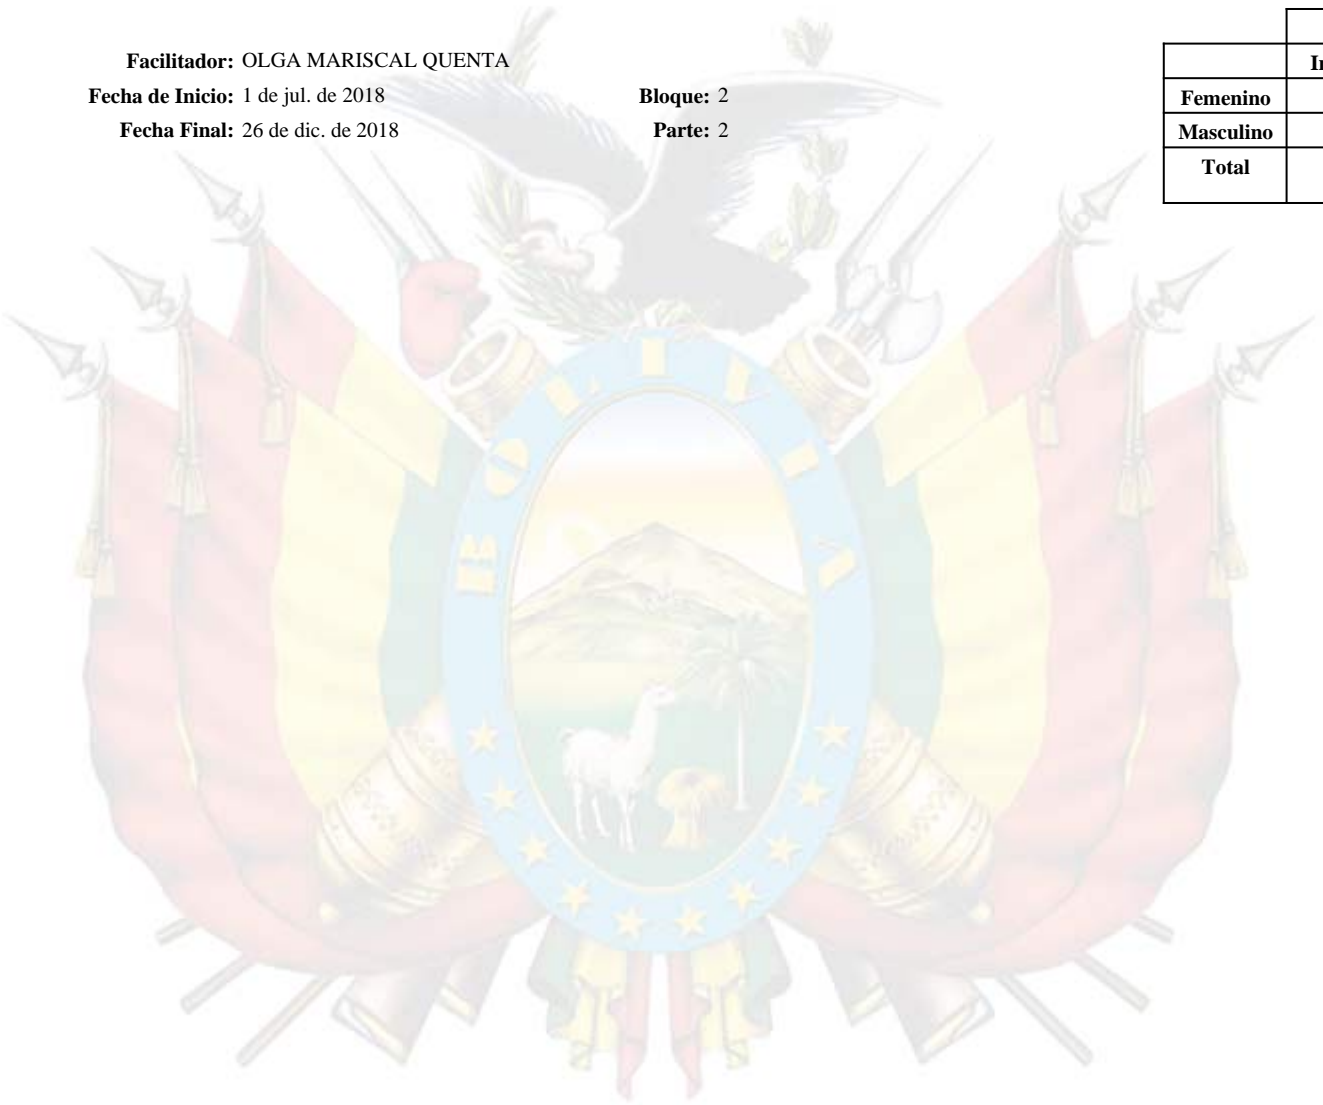 Facilitador: OLGA MARISCAL QUENTA
Fecha de Inicio: 1 de jul. de 2018 Bloque: 2
Fecha Final: 26 de dic. de 2018 Parte: 2
Femenino
Masculino
Total
BOLIVIA